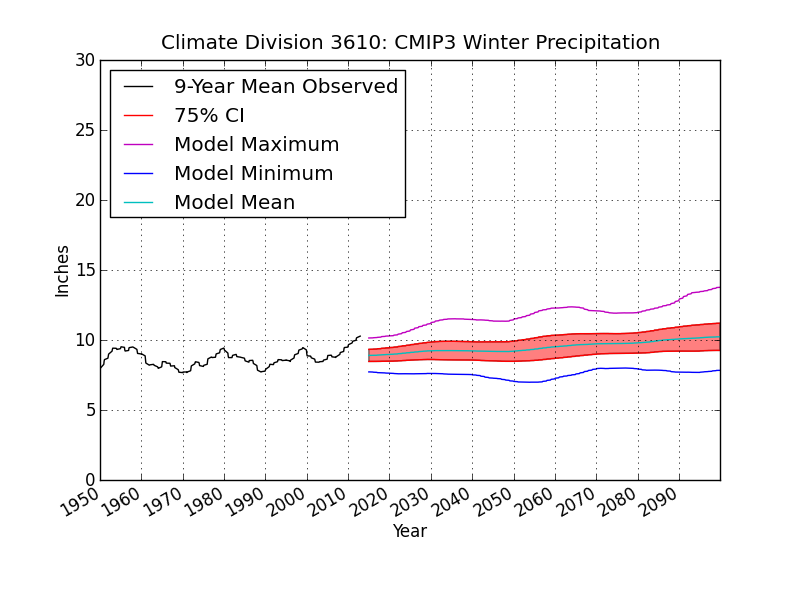 Climate Division 3610: CMIP3 Winter Precipitation
30
25
20
15
10
5
0
Inches
9-Year Mean Observed
75% CI
Model Maximum
Model Minimum
Model Mean
1950 1960 1970 1980 1990 2000 2010 2020 2030 2040 2050 2060 2070 2080 2090
Year